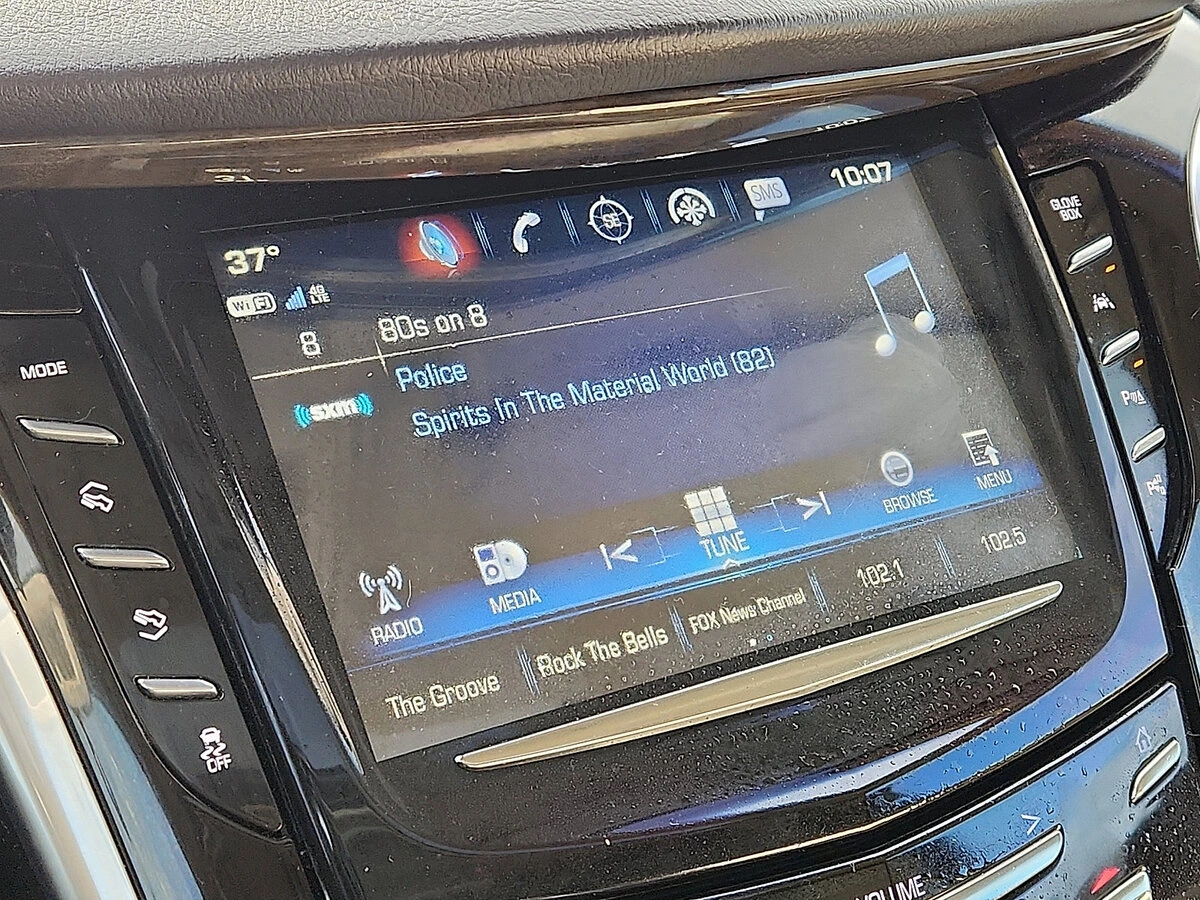 37°
SE
SMS
10:07
WiFi
4G
LTE
8
80s on 8
sxm
Police
Spirits In The Material World (82)
RADIO
MEDIA
TUNE
BROWSE
MENU
The Groove
Rock The Bells
FOX News Channel
102.1
102.5
MODE
OFF
GLOVE
BOX
VOLUME